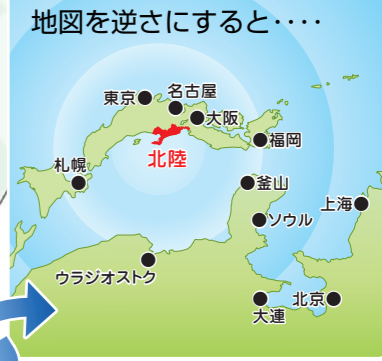 地図を逆さにすると‥‥
東京
名古屋
大阪
福岡
北陸
札幌
釜山
ソウル
上海
ウラジオストク
大連
北京